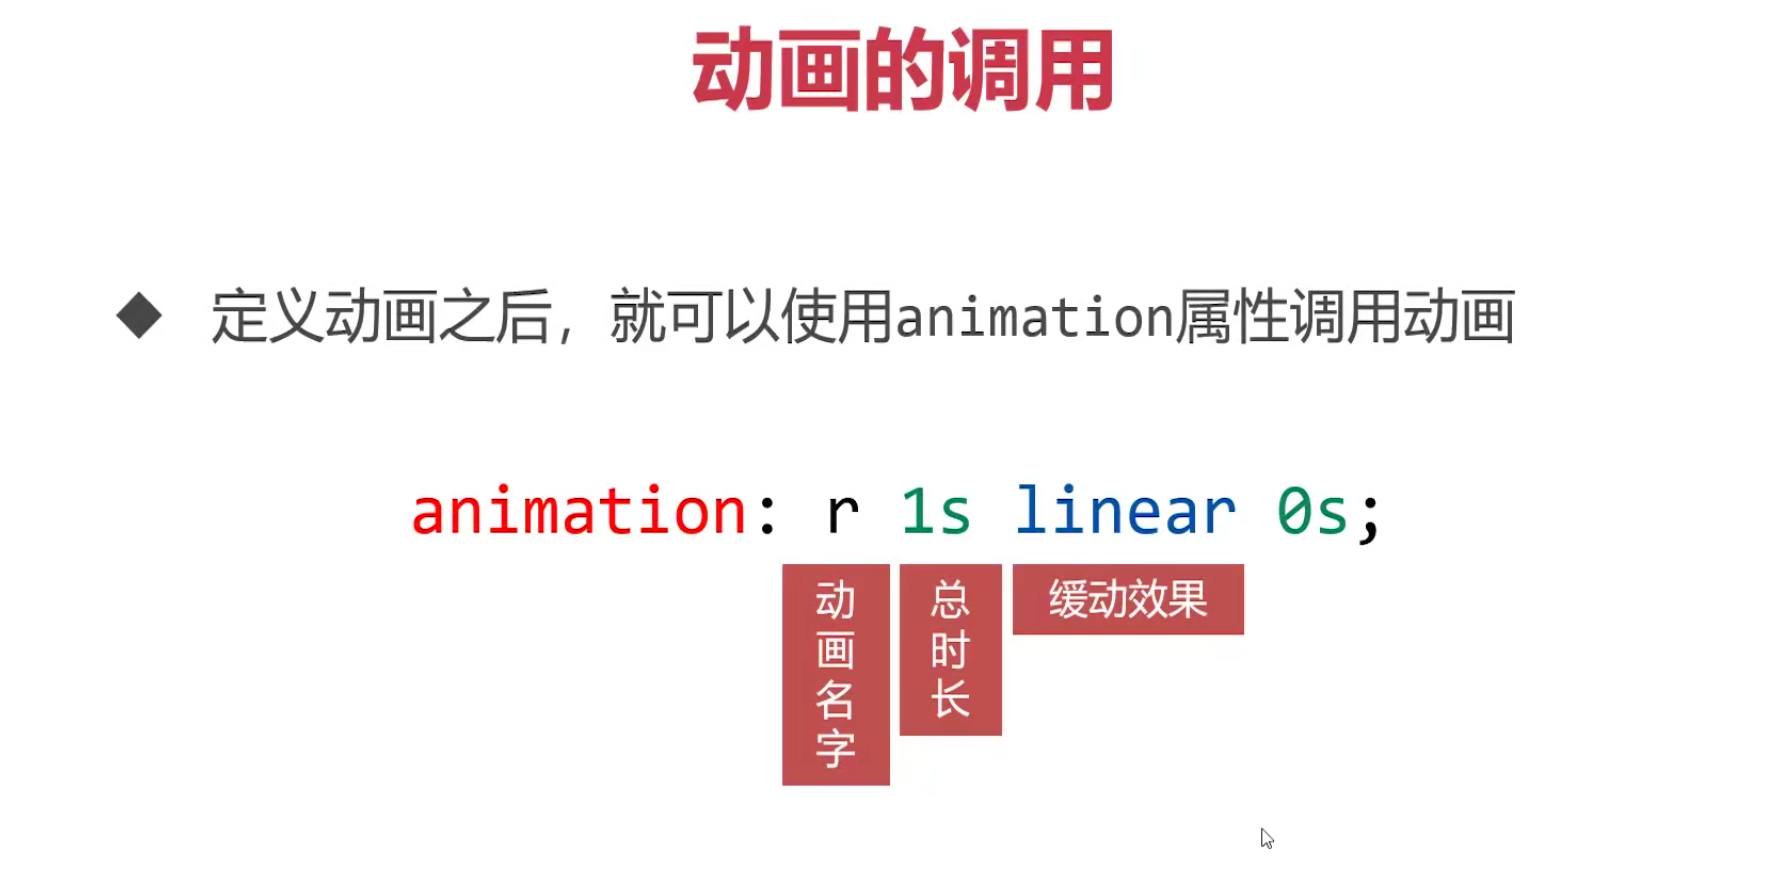 动画的调用
◆ 定义动画之后，就可以使用animation属性调用动画
animation: r 1s linear 0s;
动画名字
总时长
缓动效果